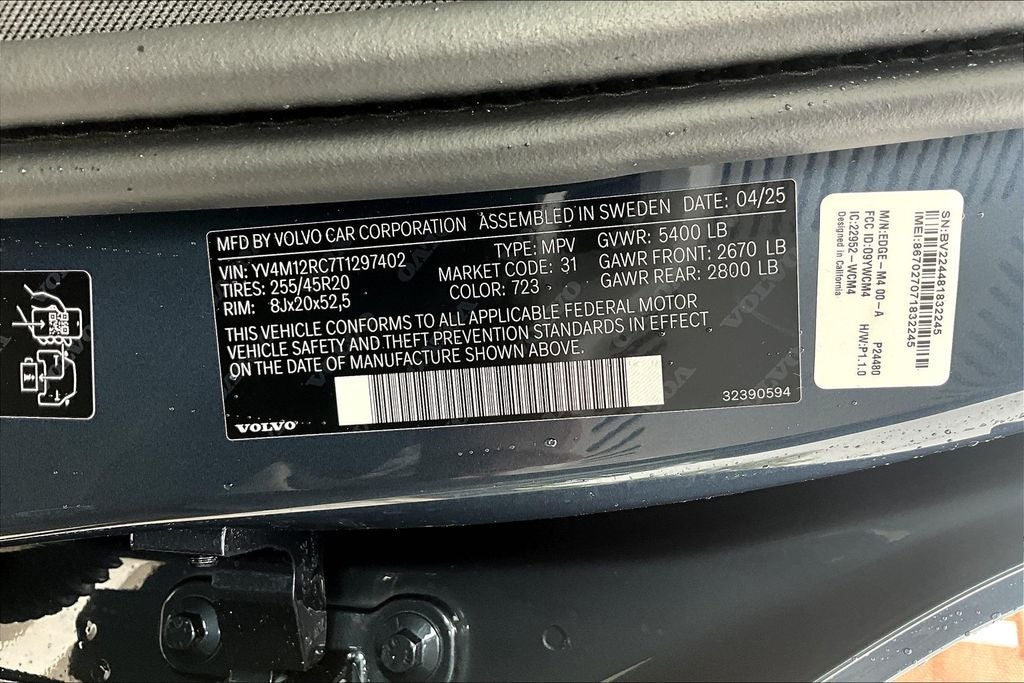 MFD BY VOLVO CAR CORPORATION ASSEMBLED IN SWEDEN DATE: 04/25
VIN: YV4M12RC7T1297402 TYPE: MPV GVWR: 5400 LB
TIRES: 255/45R20 MARKET CODE: 31 GAWR FRONT: 2670 LB
RIM: 8Jx20x52,5 COLOR: 723 GAWR REAR: 2800 LB
THIS VEHICLE CONFORMS TO ALL APPLICABLE FEDERAL MOTOR
VEHICLE SAFETY AND THEFT PREVENTION STANDARDS IN EFFECT
ON THE DATE OF MANUFACTURE SHOWN ABOVE.
VOLVO
32390594
SN:BV224481832245
IMEI:867027071832245
M/N:EDGE-M4 00-A P24480
FCC ID:O9YWCM4 H/W:P1.1.0
IC:22952-WCM4
Designed in California